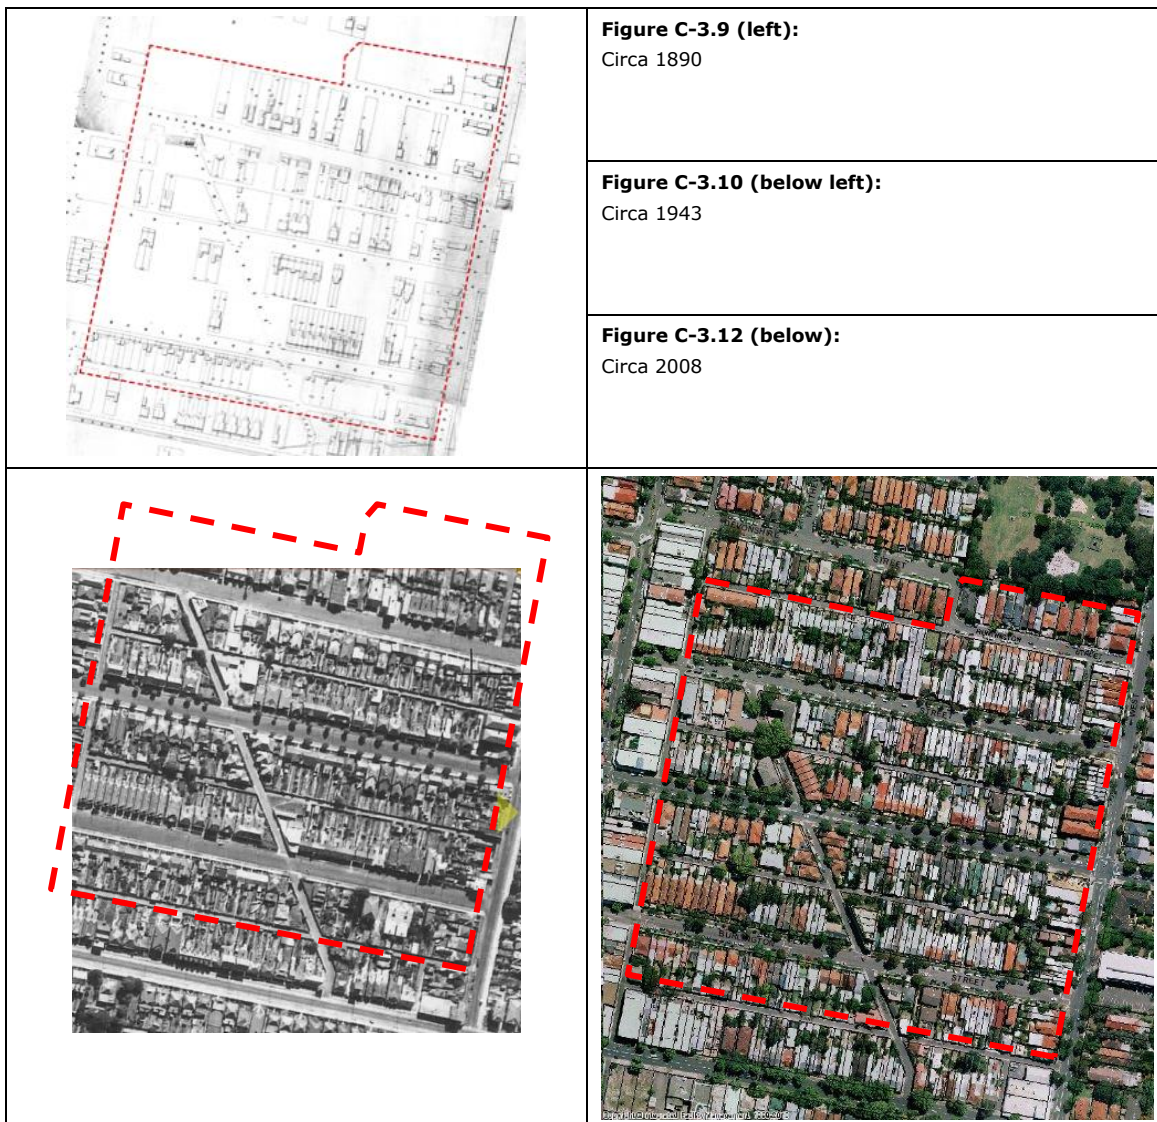 Figure C-3.9 (left):
Circa 1890
Figure C-3.10 (below left):
Circa 1943
Figure C-3.12 (below):
Circa 2008
STREET